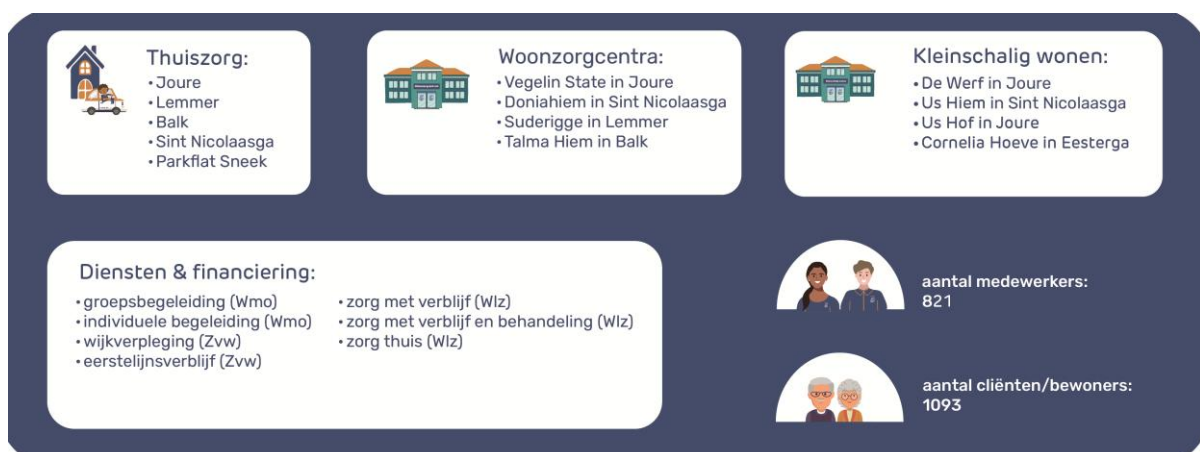 Thuiszorg:
• Joure
• Lemmer
• Balk
• Sint Nicolaasga
• Parkflat Sneek
Woonzorgcentra:
• Vegelin State in Joure
• Doniahiem in Sint Nicolaasga
• Suderigge in Lemmer
• Talma Hiem in Balk
Kleinschalig wonen:
• De Werf in Joure
• Us Hiem in Sint Nicolaasga
• Us Hof in Joure
• Cornelia Hoeve in Eesterga
Diensten & financiering:
• groepsbegeleiding (Wmo)
• individuele begeleiding (Wmo)
• wijkverpleging (Zvw)
• eerstelijnsverblijf (Zvw)
• zorg met verblijf (Wlz)
• zorg met verblijf en behandeling (Wlz)
• zorg thuis (Wlz)
aantal medewerkers:
821
aantal cliënten/bewoners:
1093